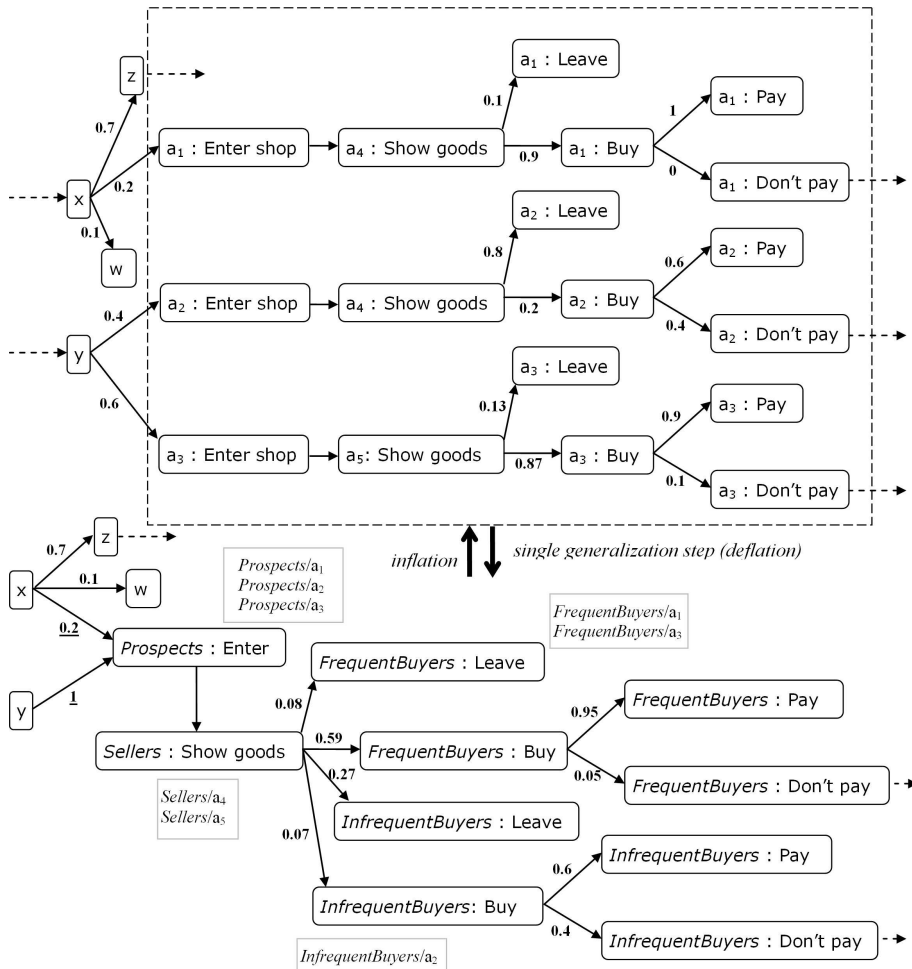 z
0.7
x
0.2
0.1
w
a₁ : Enter shop
a₄ : Show goods
0.1
a₁ : Leave
0.9
a₁ : Buy
1
a₁ : Pay
0
a₁ : Don't pay
y
0.4
0.6
a₂ : Enter shop
a₄ : Show goods
0.8
a₂ : Leave
0.2
a₂ : Buy
0.6
a₂ : Pay
0.4
a₂ : Don't pay
a₃ : Enter shop
a₅: Show goods
0.13
a₃ : Leave
0.87
a₃ : Buy
0.9
a₃ : Pay
0.1
a₃ : Don't pay
inflation
single generalization step (deflation)
0.7
z
x
0.1
w
0.2
y
1
Prospects/a₁
Prospects/a₂
Prospects/a₃
FrequentBuyers/a₁
FrequentBuyers/a₃
Prospects : Enter
Sellers : Show goods
Sellers/a₄
Sellers/a₅
0.08
FrequentBuyers : Leave
0.59
FrequentBuyers : Buy
0.95
FrequentBuyers : Pay
0.05
FrequentBuyers : Don't pay
0.27
InfrequentBuyers : Leave
0.07
InfrequentBuyers: Buy
0.6
InfrequentBuyers : Pay
0.4
InfrequentBuyers : Don't pay
InfrequentBuyers/a₂